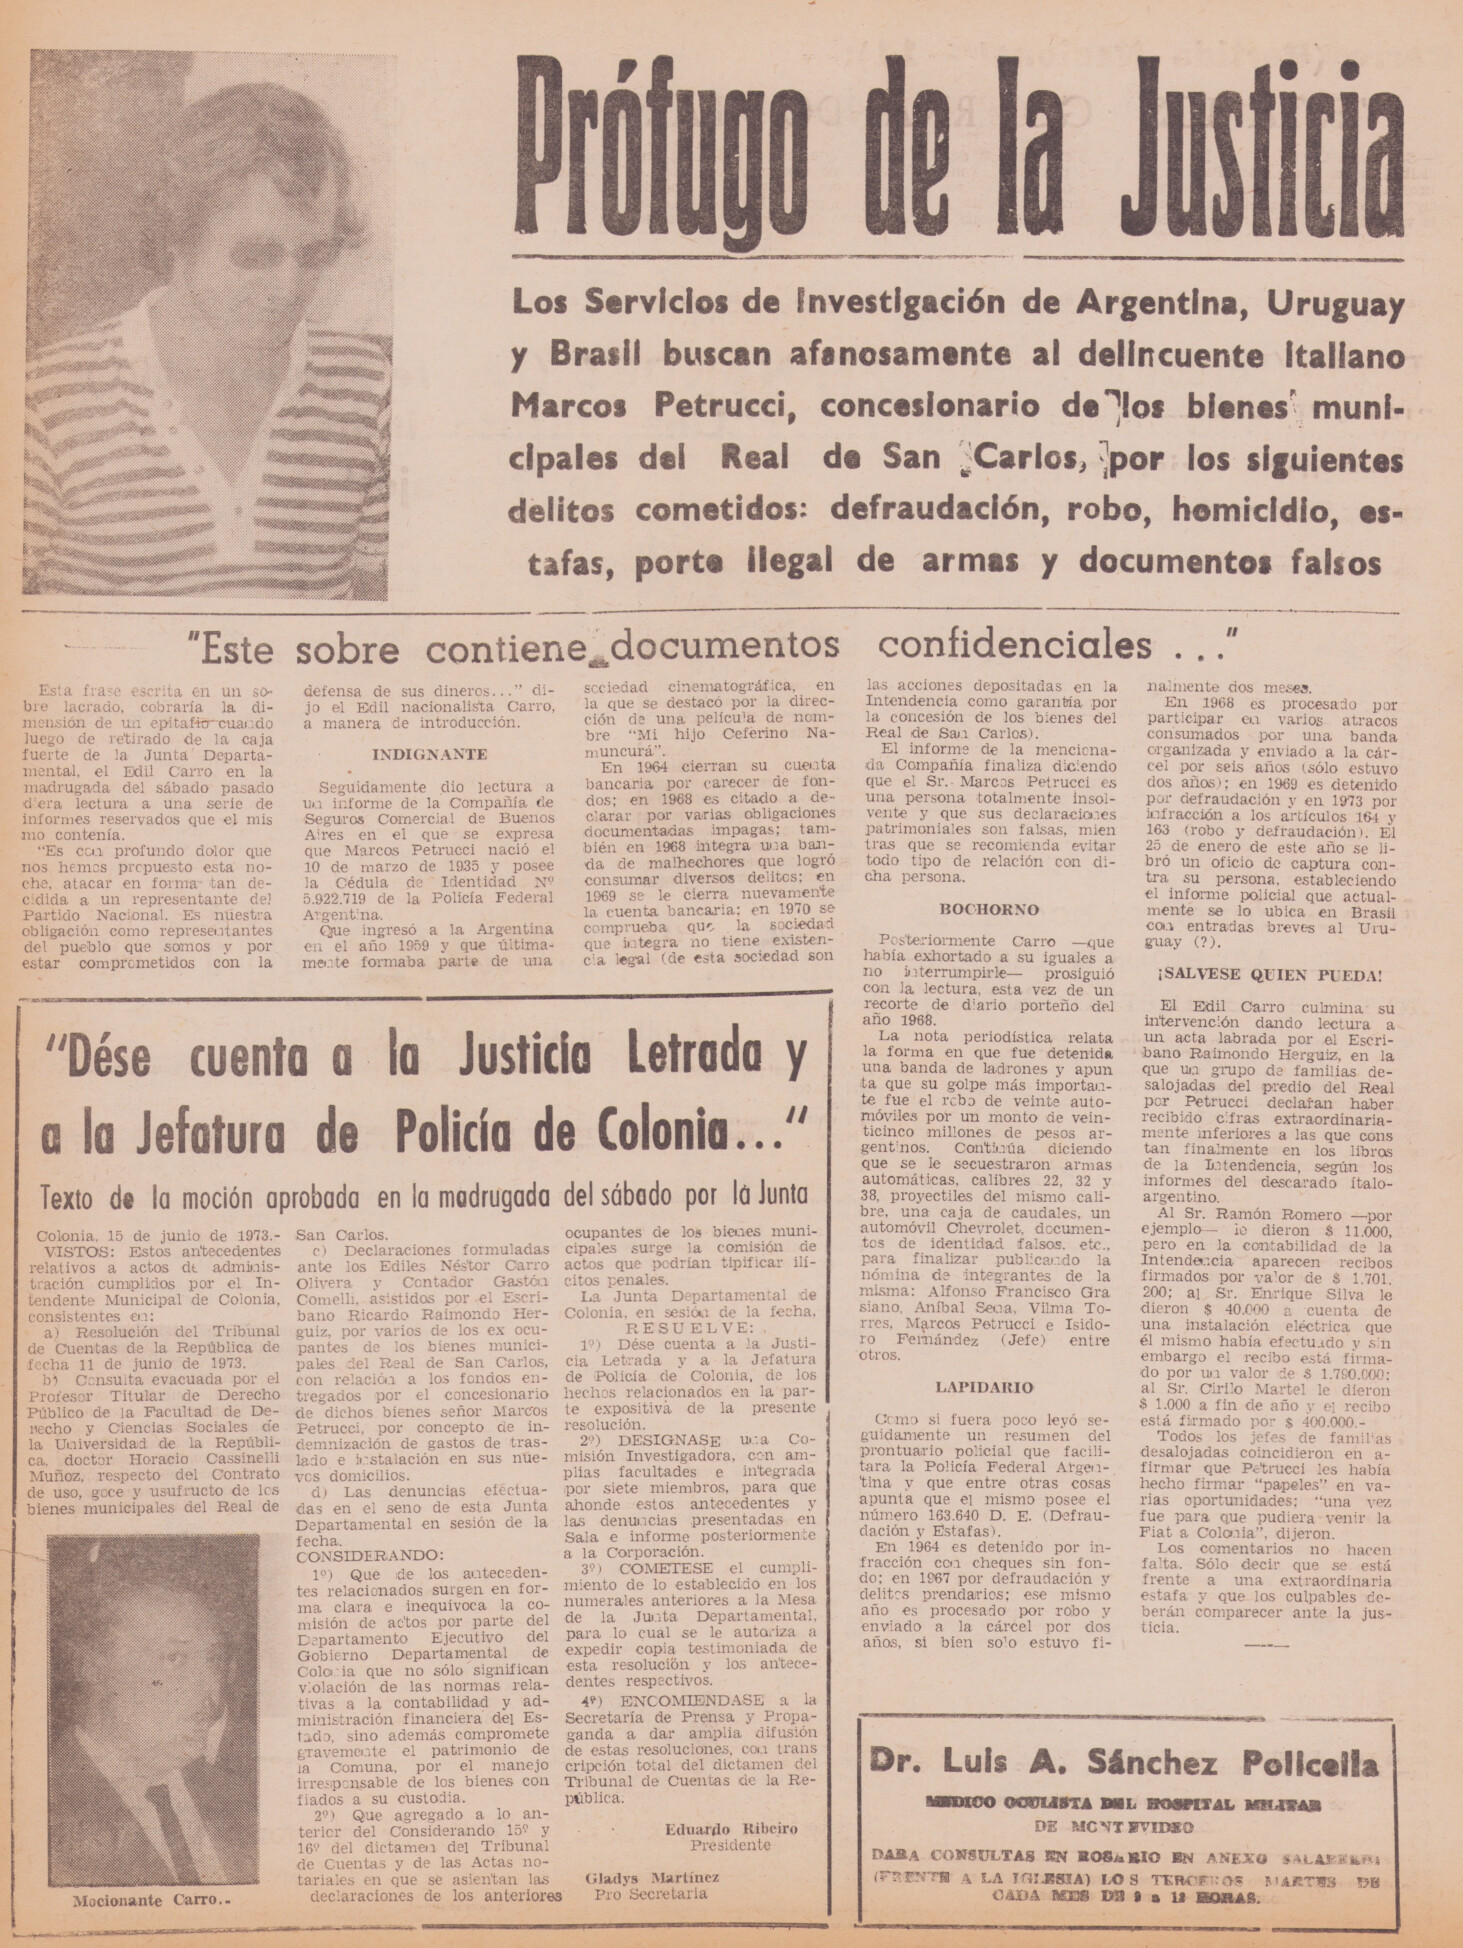 Prófugo de la Justicia
Los Servicios de Investigación de Argentina, Uruguay
y Brasil buscan afanosamente al delincuente italiano
Marcos Petrucci, concesionario de los bienes muni-
cipales del Real de San Carlos, por los siguientes
delitos cometidos: defraudación, robo, homicidio, es-
tafas, porte ilegal de armas y documentos falsos
"Este sobre contiene documentos confidenciales ..."
Esta frase escrita en un so-
bre lacrado, cobraría la di-
mensión de un epitafio cuando
luego de retirado de la caja
fuerte de la Junta Departa-
mental, el Edil Carro en la
madrugada del sábado pasado
diera lectura a una serie de
informes reservados que el mis
mo contenía.
"Es con profundo dolor que
nos hemos propuesto esta no-
che, atacar en forma tan de-
cidida a un representante del
Partido Nacional. Es nuestra
obligación como representantes
del pueblo que somos y por
estar comprometidos con la
defensa de sus dineros..." di-
jo el Edil nacionalista Carro,
a manera de introducción.
INDIGNANTE
Seguidamente dio lectura a
un informe de la Compañía de
Seguros Comercial de Buenos
Aires en el que se expresa
que Marcos Petrucci nació el
10 de marzo de 1935 y posee
la Cédula de Identidad Nº
5.922.719 de la Policía Federal
Argentina.
Que ingresó a la Argentina
en el año 1959 y que última-
mente formaba parte de una
sociedad cinematográfica, en
la que se destacó por la direc-
ción de una película de nom-
bre "Mi hijo Ceferino Na-
muncurá".
En 1964 cierran su cuenta
bancaria por carecer de fon-
dos; en 1968 es citado a de-
clarar por varias obligaciones
documentadas impagas; tam-
bién en 1968 integra una ban-
da de malhechores que logró
consumar diversos delitos; en
1969 se le cierra nuevamente
la cuenta bancaria; en 1970 se
comprueba que la sociedad
que integra no tiene existen-
cia legal (de esta sociedad son
las acciones depositadas en la
Intendencia como garantía por
la concesión de los bienes del
Real de San Carlos).
El informe de la menciona-
da Compañía finaliza diciendo
que el Sr. Marcos Petrucci es
una persona totalmente insol-
vente y que sus declaraciones
patrimoniales son falsas, mien
tras que se recomienda evitar
todo tipo de relación con di-
cha persona.
BOCHORNO
Posteriormente Carro —que
había exhortado a su iguales a
no interrumpirle— prosiguió
con la lectura, esta vez de un
recorte de diario porteño del
año 1968.
La nota periodística relata
la forma en que fue detenida
una banda de ladrones y apun
ta que su golpe más importan-
te fue el robo de veinte auto-
móviles por un monto de vein-
ticinco millones de pesos ar-
gentinos. Continúa diciendo
que se le secuestraron armas
automáticas, calibres 22, 32 y
38, proyectiles del mismo cali-
bre, una caja de caudales, un
automóvil Chevrolet, documen-
tos de identidad falsos, etc.,
para finalizar publicando la
nómina de integrantes de la
misma: Alfonso Francisco Gra
siano, Aníbal Sena, Vilma To-
rres, Marcos Petrucci e Isido-
ro Fernández (Jefe) entre
otros.
LAPIDARIO
Como si fuera poco leyó se-
guidamente un resumen del
prontuario policial que facili-
tara la Policía Federal Argen-
tina y que entre otras cosas
apunta que el mismo posee el
número 163.640 D. E. (Defrau-
dación y Estafas).
En 1964 es detenido por in-
fracción con cheques sin fon-
do; en 1967 por defraudación y
delitos prendarios; ese mismo
año es procesado por robo y
enviado a la cárcel por dos
años, si bien solo estuvo fi-
nalmente dos meses.
En 1968 es procesado por
participar en varios atracos
consumados por una banda
organizada y enviado a la cár-
cel por seis años (sólo estuvo
dos años); en 1969 es detenido
por defraudación y en 1973 por
infracción a los artículos 164 y
163 (robo y defraudación). El
25 de enero de este año se li-
bró un oficio de captura con-
tra su persona, estableciendo
el informe policial que actual-
mente se lo ubica en Brasil
con entradas breves al Uru-
guay (?).
¡SALVESE QUIEN PUEDA!
El Edil Carro culmina su
intervención dando lectura a
un acta labrada por el Escri-
bano Raimondo Herguiz, en la
que un grupo de familias de-
salojadas del predio del Real
por Petrucci declaran haber
recibido cifras extraordinaria-
mente inferiores a las que cons
tan finalmente en los libros
de la Intendencia, según los
informes del descarado ítalo-
argentino.
Al Sr. Ramón Romero —por
ejemplo— le dieron $ 11.000,
pero en la contabilidad de la
Intendencia aparecen recibos
firmados por valor de $ 1.701.
200; al Sr. Enrique Silva le
dieron $ 40.000 a cuenta de
una instalación eléctrica que
él mismo había efectuado y sin
embargo el recibo está firma-
do por un valor de $ 1.790.000;
al Sr. Cirilo Martel le dieron
$ 1.000 a fin de año y el recibo
está firmado por $ 400.000.-
Todos los jefes de familias
desalojadas coincidieron en a-
firmar que Petrucci les había
hecho firmar "papeles" en va-
rias oportunidades; "una vez
fue para que pudiera venir la
Fiat a Colonia", dijeron.
Los comentarios no hacen
falta. Sólo decir que se está
frente a una extraordinaria
estafa y que los culpables de-
berán comparecer ante la jus-
ticia.
"Dése cuenta a la Justicia Letrada y
a la Jefatura de Policía de Colonia..."
Texto de la moción aprobada en la madrugada del sábado por la Junta
Colonia, 15 de junio de 1973.-
VISTOS: Estos antecedentes
relativos a actos de adminis-
tración cumplidos por el In-
tendente Municipal de Colonia,
consistentes en:
a) Resolución del Tribunal
de Cuentas de la República de
fecha 11 de junio de 1973.
b) Consulta evacuada por el
Profesor Titular de Derecho
Público de la Facultad de De-
recho y Ciencias Sociales de
la Universidad de la Repúbli-
ca, doctor Horacio Cassinelli
Muñoz, respecto del Contrato
de uso, goce y usufructo de los
bienes municipales del Real de
Mocionante Carro.-
San Carlos.
c) Declaraciones formuladas
ante los Ediles Néstor Carro
Olivera y Contador Gastón
Comelli, asistidos por el Escri-
bano Ricardo Raimondo Her-
guiz, por varios de los ex ocu-
pantes de los bienes munici-
pales del Real de San Carlos,
con relación a los fondos en-
tregados por el concesionario
de dichos bienes señor Marcos
Petrucci, por concepto de in-
demnización de gastos de tras-
lado e instalación en sus nue-
vos domicilios.
d) Las denuncias efectua-
das en el seno de esta Junta
Departamental en sesión de la
fecha.
CONSIDERANDO:
1º) Que de los anteceden-
tes relacionados surgen en for-
ma clara e inequívoca la co-
misión de actos por parte del
Departamento Ejecutivo del
Gobierno Departamental de
Colonia que no sólo significan
violación de las normas rela-
tivas a la contabilidad y ad-
ministración financiera del Es-
tado, sino además compromete
gravemente el patrimonio de
la Comuna, por el manejo
irresponsable de los bienes con
fiados a su custodia.
2º) Que agregado a lo an-
terior del Considerando 15º y
16º del dictamen del Tribunal
de Cuentas y de las Actas no-
tariales en que se asientan las
declaraciones de los anteriores
ocupantes de los bienes muni-
cipales surge la comisión de
actos que podrían tipificar ilí-
citos penales.
La Junta Departamental de
Colonia, en sesión de la fecha,
RESUELVE:
1º) Dése cuenta a la Justi-
cia Letrada y a la Jefatura
de Policía de Colonia, de los
hechos relacionados en la par-
te expositiva de la presente
resolución.
2º) DESIGNASE una Co-
misión Investigadora, con am-
plias facultades e integrada
por siete miembros, para que
ahonde estos antecedentes y
las denuncias presentadas en
Sala e informe posteriormente
a la Corporación.
3º) COMETESE el cumpli-
miento de lo establecido en los
numerales anteriores a la Mesa
de la Junta Departamental,
para lo cual se le autoriza a
expedir copia testimoniada de
esta resolución y los antece-
dentes respectivos.
4º) ENCOMIENDASE a la
Secretaría de Prensa y Propa-
ganda a dar amplia difusión
de estas resoluciones, con trans
cripción total del dictamen del
Tribunal de Cuentas de la Re-
pública.
Eduardo Ribeiro
Presidente
Gladys Martínez
Pro Secretaria
Dr. Luis A. Sánchez Policella
MEDICO OCULISTA DEL HOSPITAL MILITAR
DE MONTEVIDEO
DARA CONSULTAS EN ROSARIO EN ANEXO SALABERRI
(FRENTE A LA IGLESIA) LOS TERCEROS MARTES DE
CADA MES DE 9 a 12 HORAS.